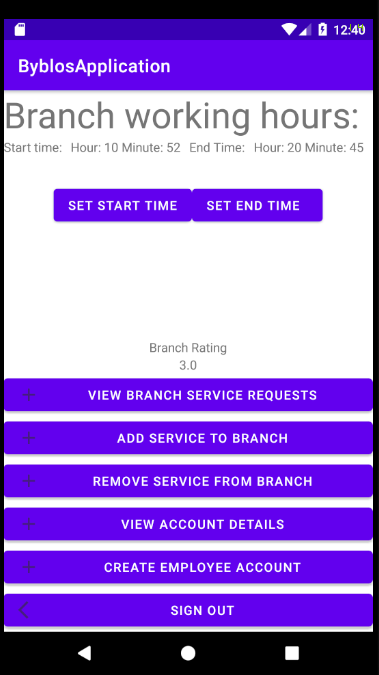 12:40
ByblosApplication
Branch working hours:
Start time: Hour: 10 Minute: 52 End Time: Hour: 20 Minute: 45
SET START TIME SET END TIME
Branch Rating
3.0
VIEW BRANCH SERVICE REQUESTS
ADD SERVICE TO BRANCH
REMOVE SERVICE FROM BRANCH
VIEW ACCOUNT DETAILS
CREATE EMPLOYEE ACCOUNT
SIGN OUT